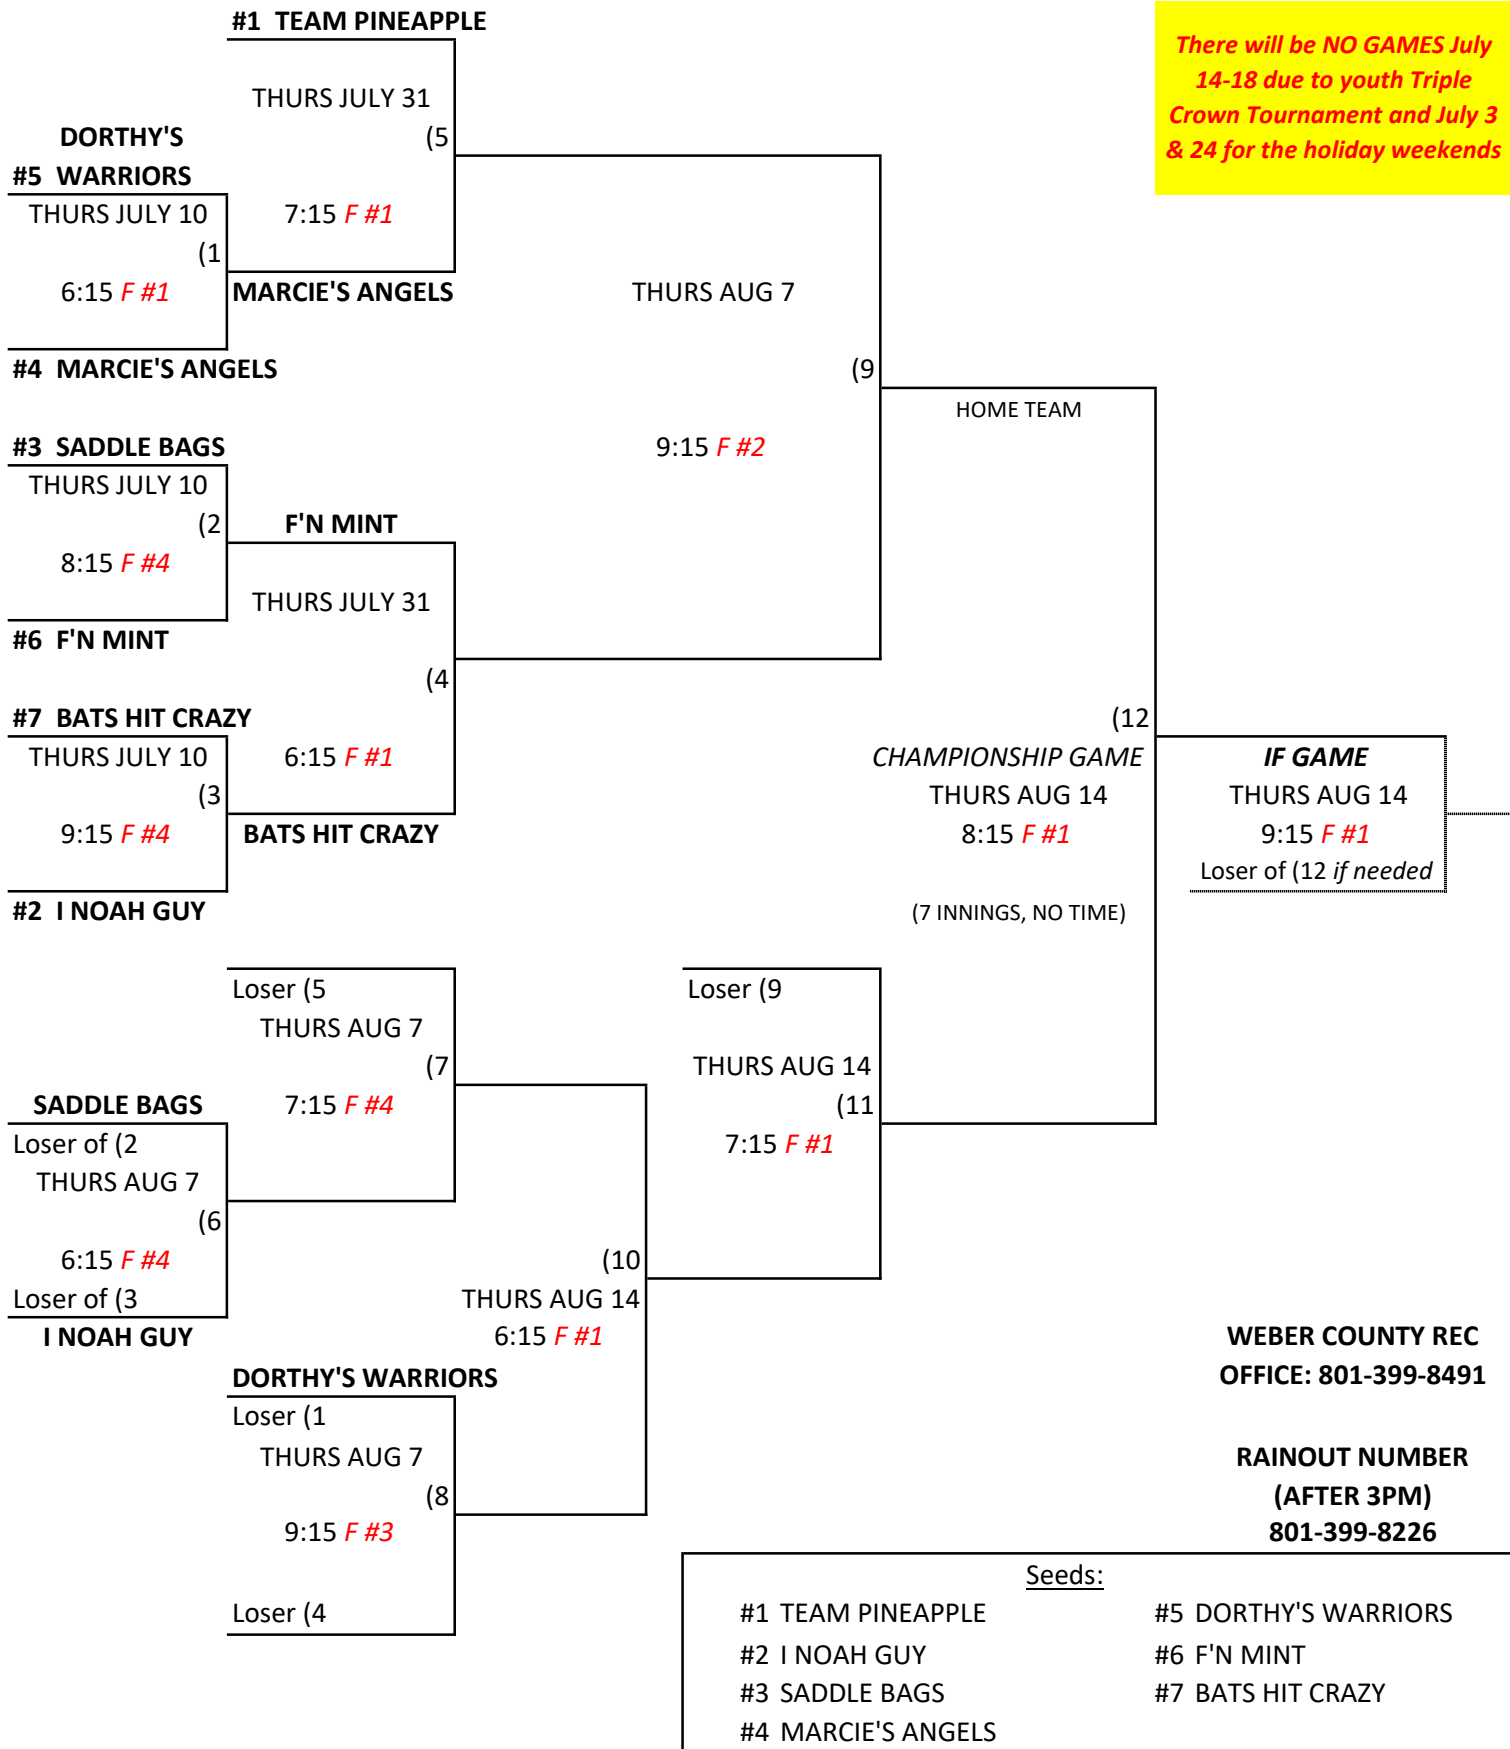 #1 TEAM PINEAPPLE
There will be NO GAMES July
14-18 due to youth Triple
Crown Tournament and July 3
& 24 for the holiday weekends
THURS JULY 31
(5
7:15 F #1
DORTHY'S
#5 WARRIORS
THURS JULY 10
(1
6:15 F #1
MARCIE'S ANGELS
#4 MARCIE'S ANGELS
THURS AUG 7
(9
9:15 F #2
HOME TEAM
#3 SADDLE BAGS
THURS JULY 10
(2
8:15 F #4
F'N MINT
#6 F'N MINT
THURS JULY 31
(4
6:15 F #1
#7 BATS HIT CRAZY
THURS JULY 10
(3
9:15 F #4
BATS HIT CRAZY
#2 I NOAH GUY
(12
CHAMPIONSHIP GAME
THURS AUG 14
8:15 F #1
(7 INNINGS, NO TIME)
IF GAME
THURS AUG 14
9:15 F #1
Loser of (12 if needed
Loser (5
THURS AUG 7
(7
7:15 F #4
Loser (9
THURS AUG 14
(11
7:15 F #1
SADDLE BAGS
Loser of (2
THURS AUG 7
(6
6:15 F #4
Loser of (3
I NOAH GUY
(10
THURS AUG 14
6:15 F #1
DORTHY'S WARRIORS
Loser (1
THURS AUG 7
(8
9:15 F #3
Loser (4
WEBER COUNTY REC
OFFICE: 801-399-8491
RAINOUT NUMBER
(AFTER 3PM)
801-399-8226
Seeds:
#1 TEAM PINEAPPLE
#5 DORTHY'S WARRIORS
#2 I NOAH GUY
#6 F'N MINT
#3 SADDLE BAGS
#7 BATS HIT CRAZY
#4 MARCIE'S ANGELS